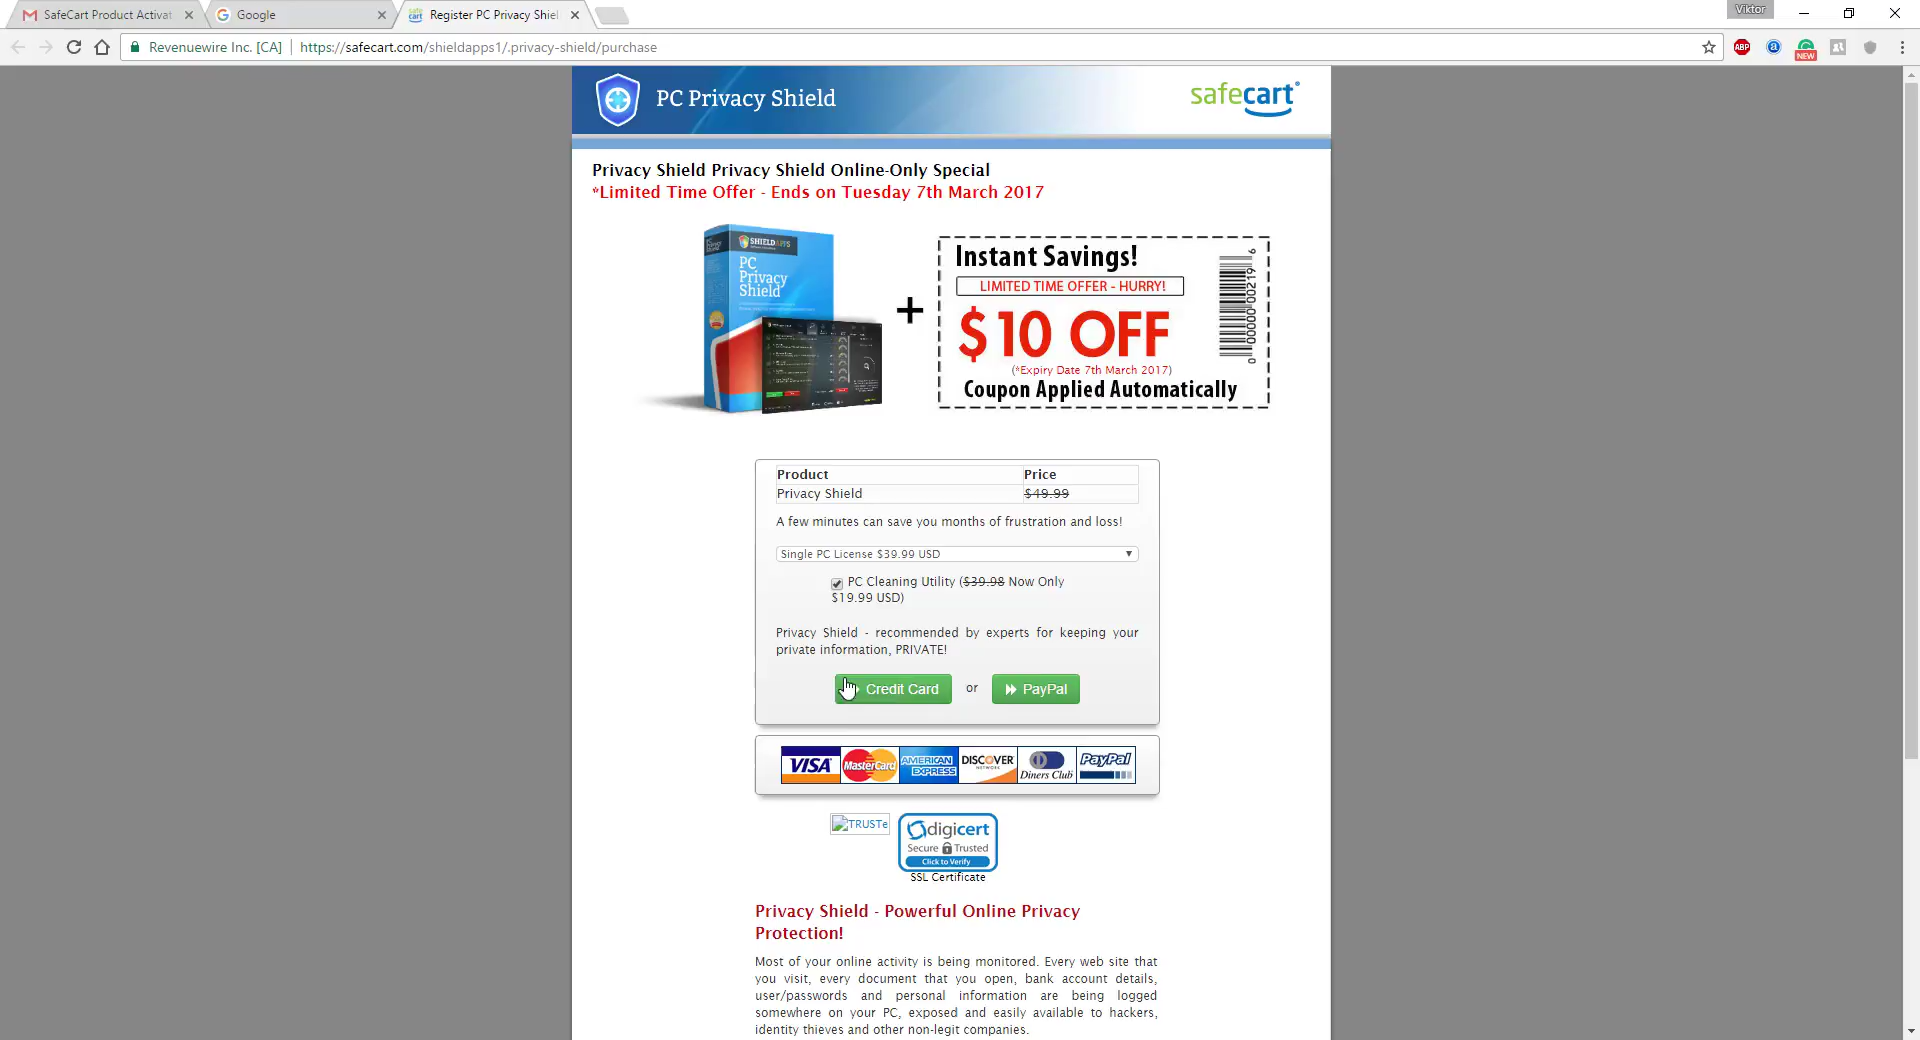 SafeCart Product Activat
Google
Register PC Privacy Shiel
Viktor
Revenuewire Inc. [CA] https://safecart.com/shieldapps1/.privacy-shield/purchase
ABP
NEW
PC Privacy Shield
safecart
Privacy Shield Privacy Shield Online-Only Special
*Limited Time Offer - Ends on Tuesday 7th March 2017
SHIELDAPPS
PC
Privacy
Shield
+
Instant Savings!
LIMITED TIME OFFER - HURRY!
$10 OFF
(*Expiry Date 7th March 2017)
Coupon Applied Automatically
0 00000 00219 6
Product Price
Privacy Shield $49.99
A few minutes can save you months of frustration and loss!
Single PC License $39.99 USD
PC Cleaning Utility ($39.98 Now Only
$19.99 USD)
Privacy Shield - recommended by experts for keeping your
private information, PRIVATE!
Credit Card or PayPal
VISA MasterCard AMERICAN EXPRESS DISCOVER NETWORK Diners Club PayPal
TRUSTe
digicert
Secure Trusted
Click to Verify
SSL Certificate
Privacy Shield - Powerful Online Privacy
Protection!
Most of your online activity is being monitored. Every web site that
you visit, every document that you open, bank account details,
user/passwords and personal information are being logged
somewhere on your PC, exposed and easily available to hackers,
identity thieves and other non-legit companies.